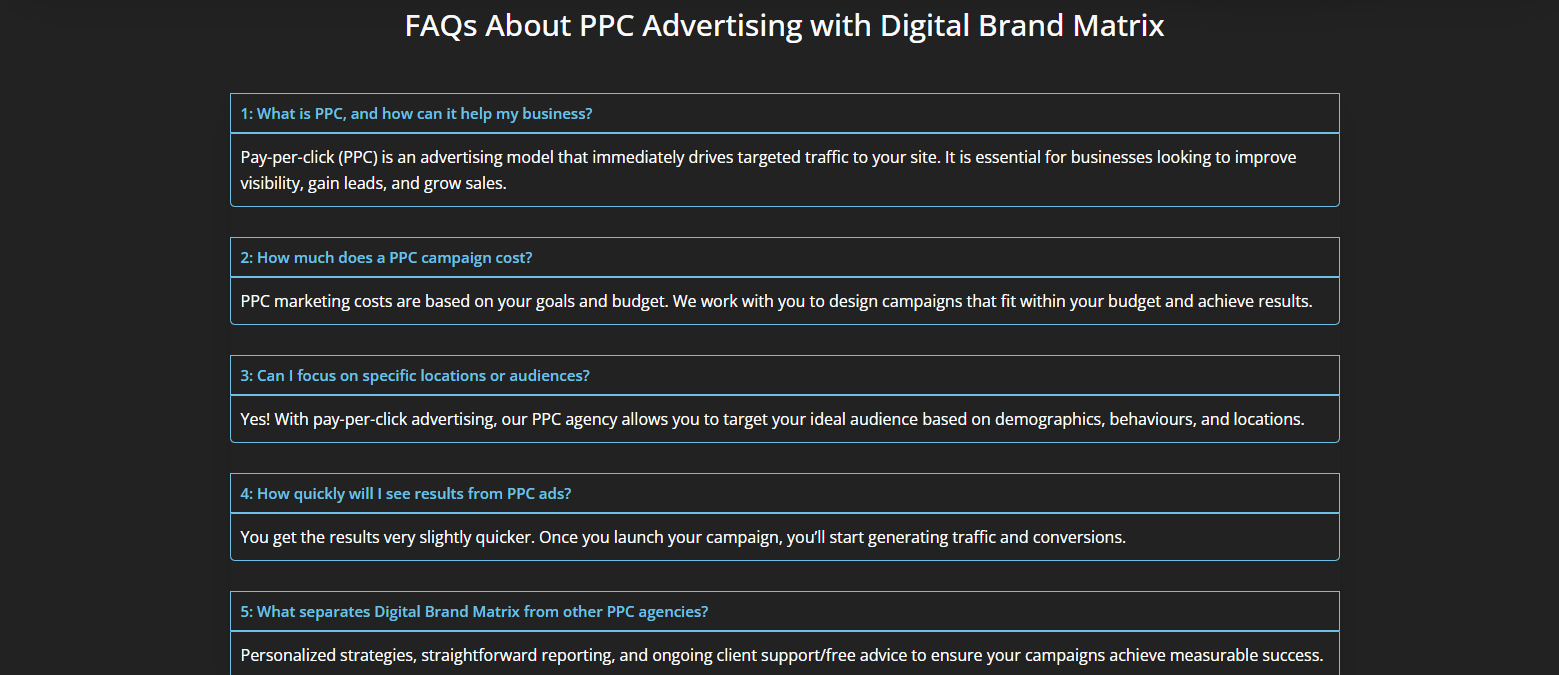 FAQs About PPC Advertising with Digital Brand Matrix
1: What is PPC, and how can it help my business?
Pay-per-click (PPC) is an advertising model that immediately drives targeted traffic to your site. It is essential for businesses looking to improve
visibility, gain leads, and grow sales.
2: How much does a PPC campaign cost?
PPC marketing costs are based on your goals and budget. We work with you to design campaigns that fit within your budget and achieve results.
3: Can I focus on specific locations or audiences?
Yes! With pay-per-click advertising, our PPC agency allows you to target your ideal audience based on demographics, behaviours, and locations.
4: How quickly will I see results from PPC ads?
You get the results very slightly quicker. Once you launch your campaign, you’ll start generating traffic and conversions.
5: What separates Digital Brand Matrix from other PPC agencies?
Personalized strategies, straightforward reporting, and ongoing client support/free advice to ensure your campaigns achieve measurable success.